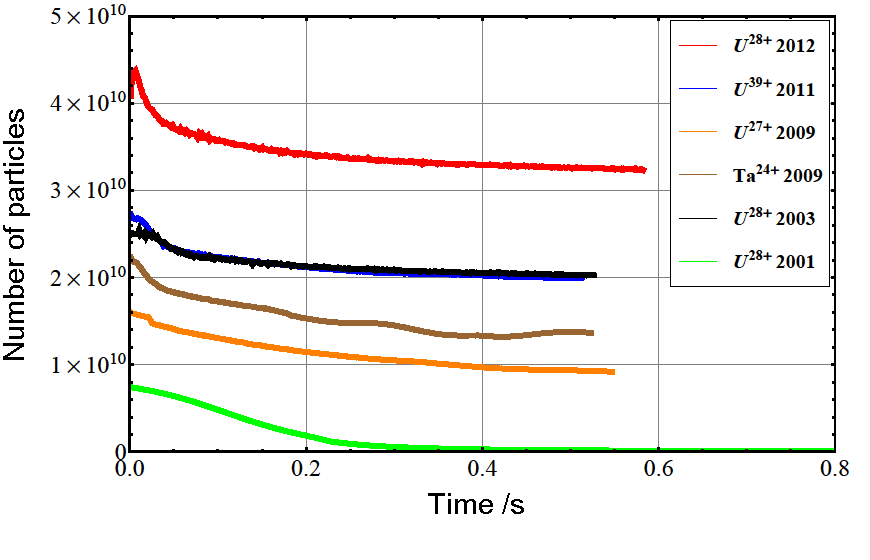 5 × 10¹⁰
4 × 10¹⁰
3 × 10¹⁰
2 × 10¹⁰
1 × 10¹⁰
0
0.0 0.2 0.4 0.6 0.8
Number of particles
Time /s
U²⁸⁺ 2012
U³⁹⁺ 2011
U²⁷⁺ 2009
Ta²⁴⁺ 2009
U²⁸⁺ 2003
U²⁸⁺ 2001